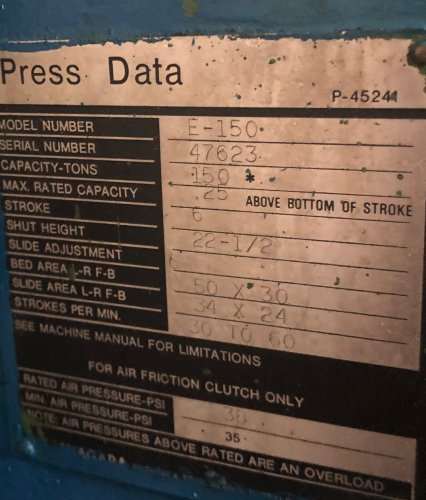 Press Data
P-45241
MODEL NUMBER E-150
SERIAL NUMBER 47623
CAPACITY-TONS 150 *
MAX. RATED CAPACITY .25 ABOVE BOTTOM OF STROKE
STROKE 6
SHUT HEIGHT 22-1/2
SLIDE ADJUSTMENT
BED AREA L-R F-B 50 X 30
SLIDE AREA L-R F-B 34 X 24
STROKES PER MIN. 30 TO 60
SEE MACHINE MANUAL FOR LIMITATIONS
FOR AIR FRICTION CLUTCH ONLY
RATED AIR PRESSURE-PSI 38
MIN. AIR PRESSURE-PSI 35
NOTE: AIR PRESSURES ABOVE RATED ARE AN OVERLOAD